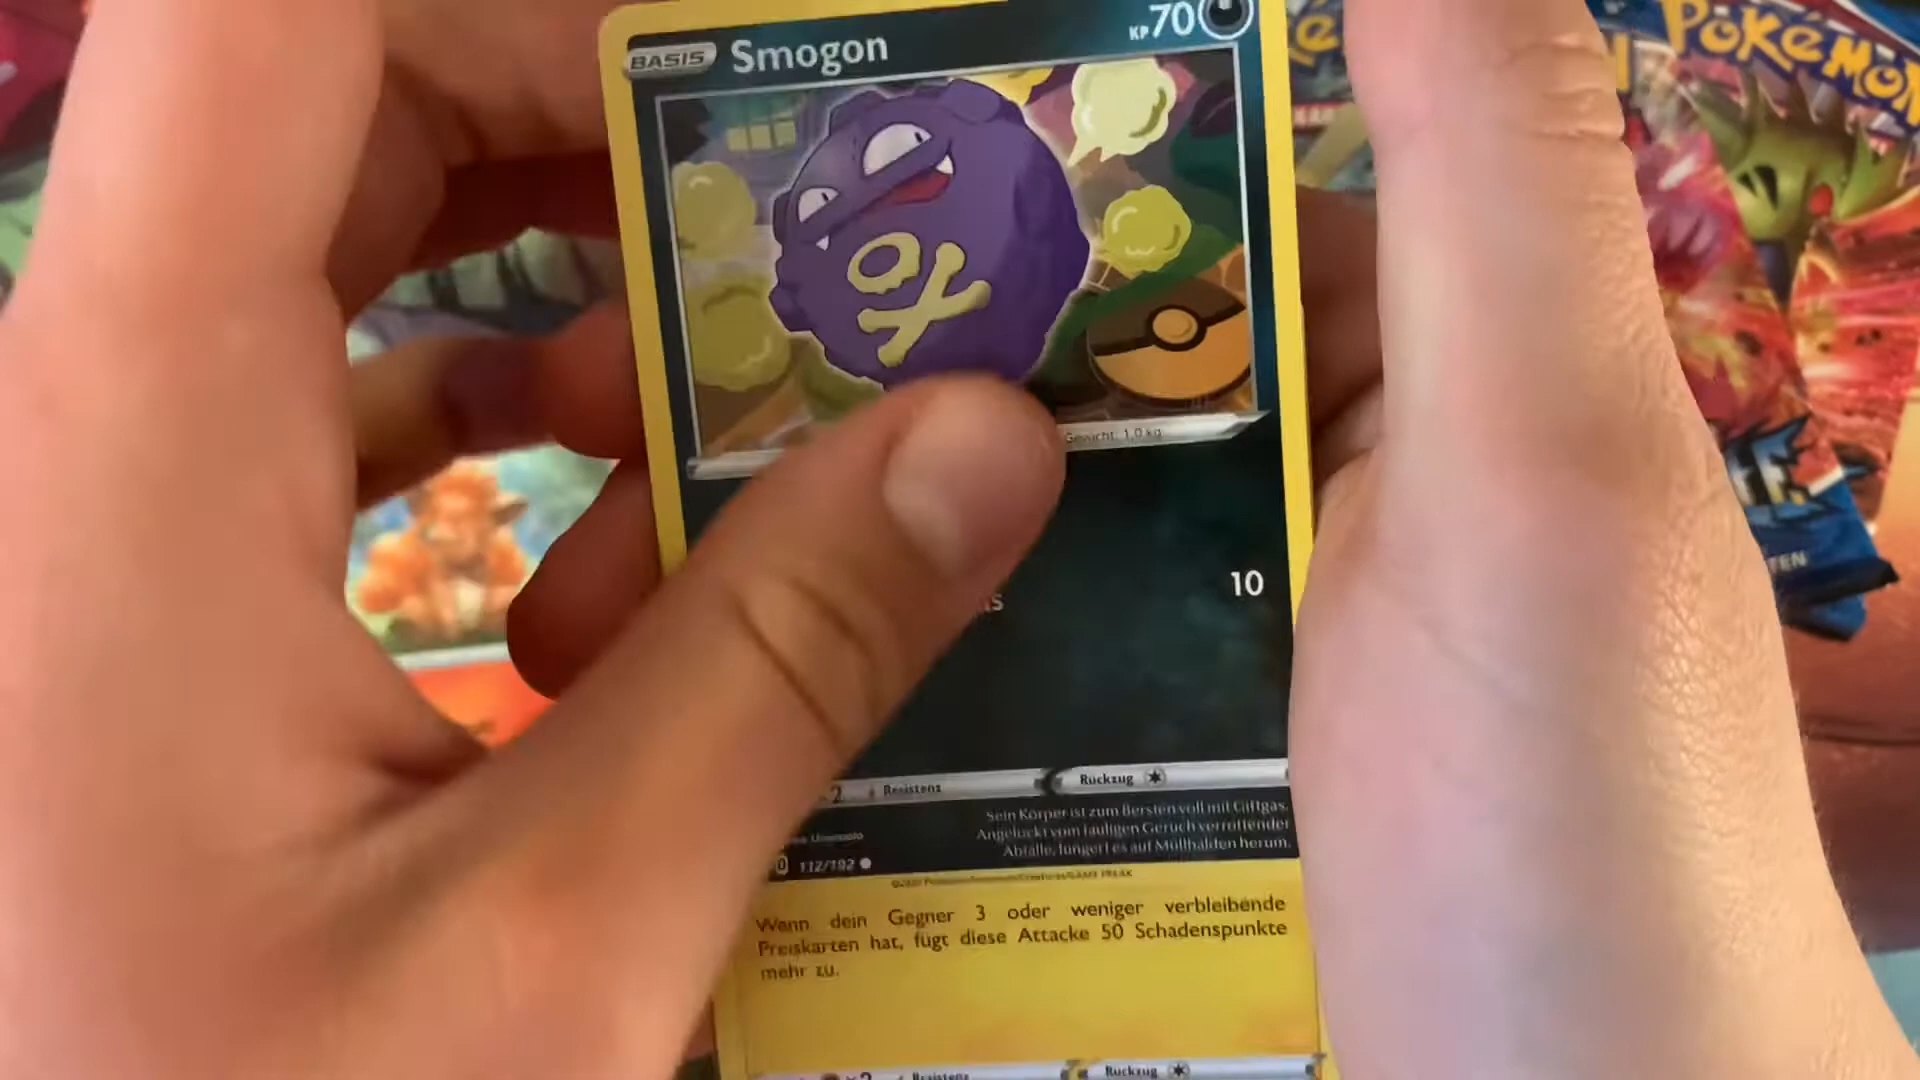 BASIS Smogon KP70
POKÉMON
Gewicht: 1,0 kg
10
Resistenz
Rückzug
Sein Körper ist zum Bersten voll mit Giftgas.
Angelockt vom fauligen Geruch verrottender
Abfälle, lungert es auf Müllhalden herum.
112/192
Wenn dein Gegner 3 oder weniger verbleibende
Preiskarten hat, fügt diese Attacke 50 Schadenspunkte
mehr zu.
×2
Resistenz
Rückzug